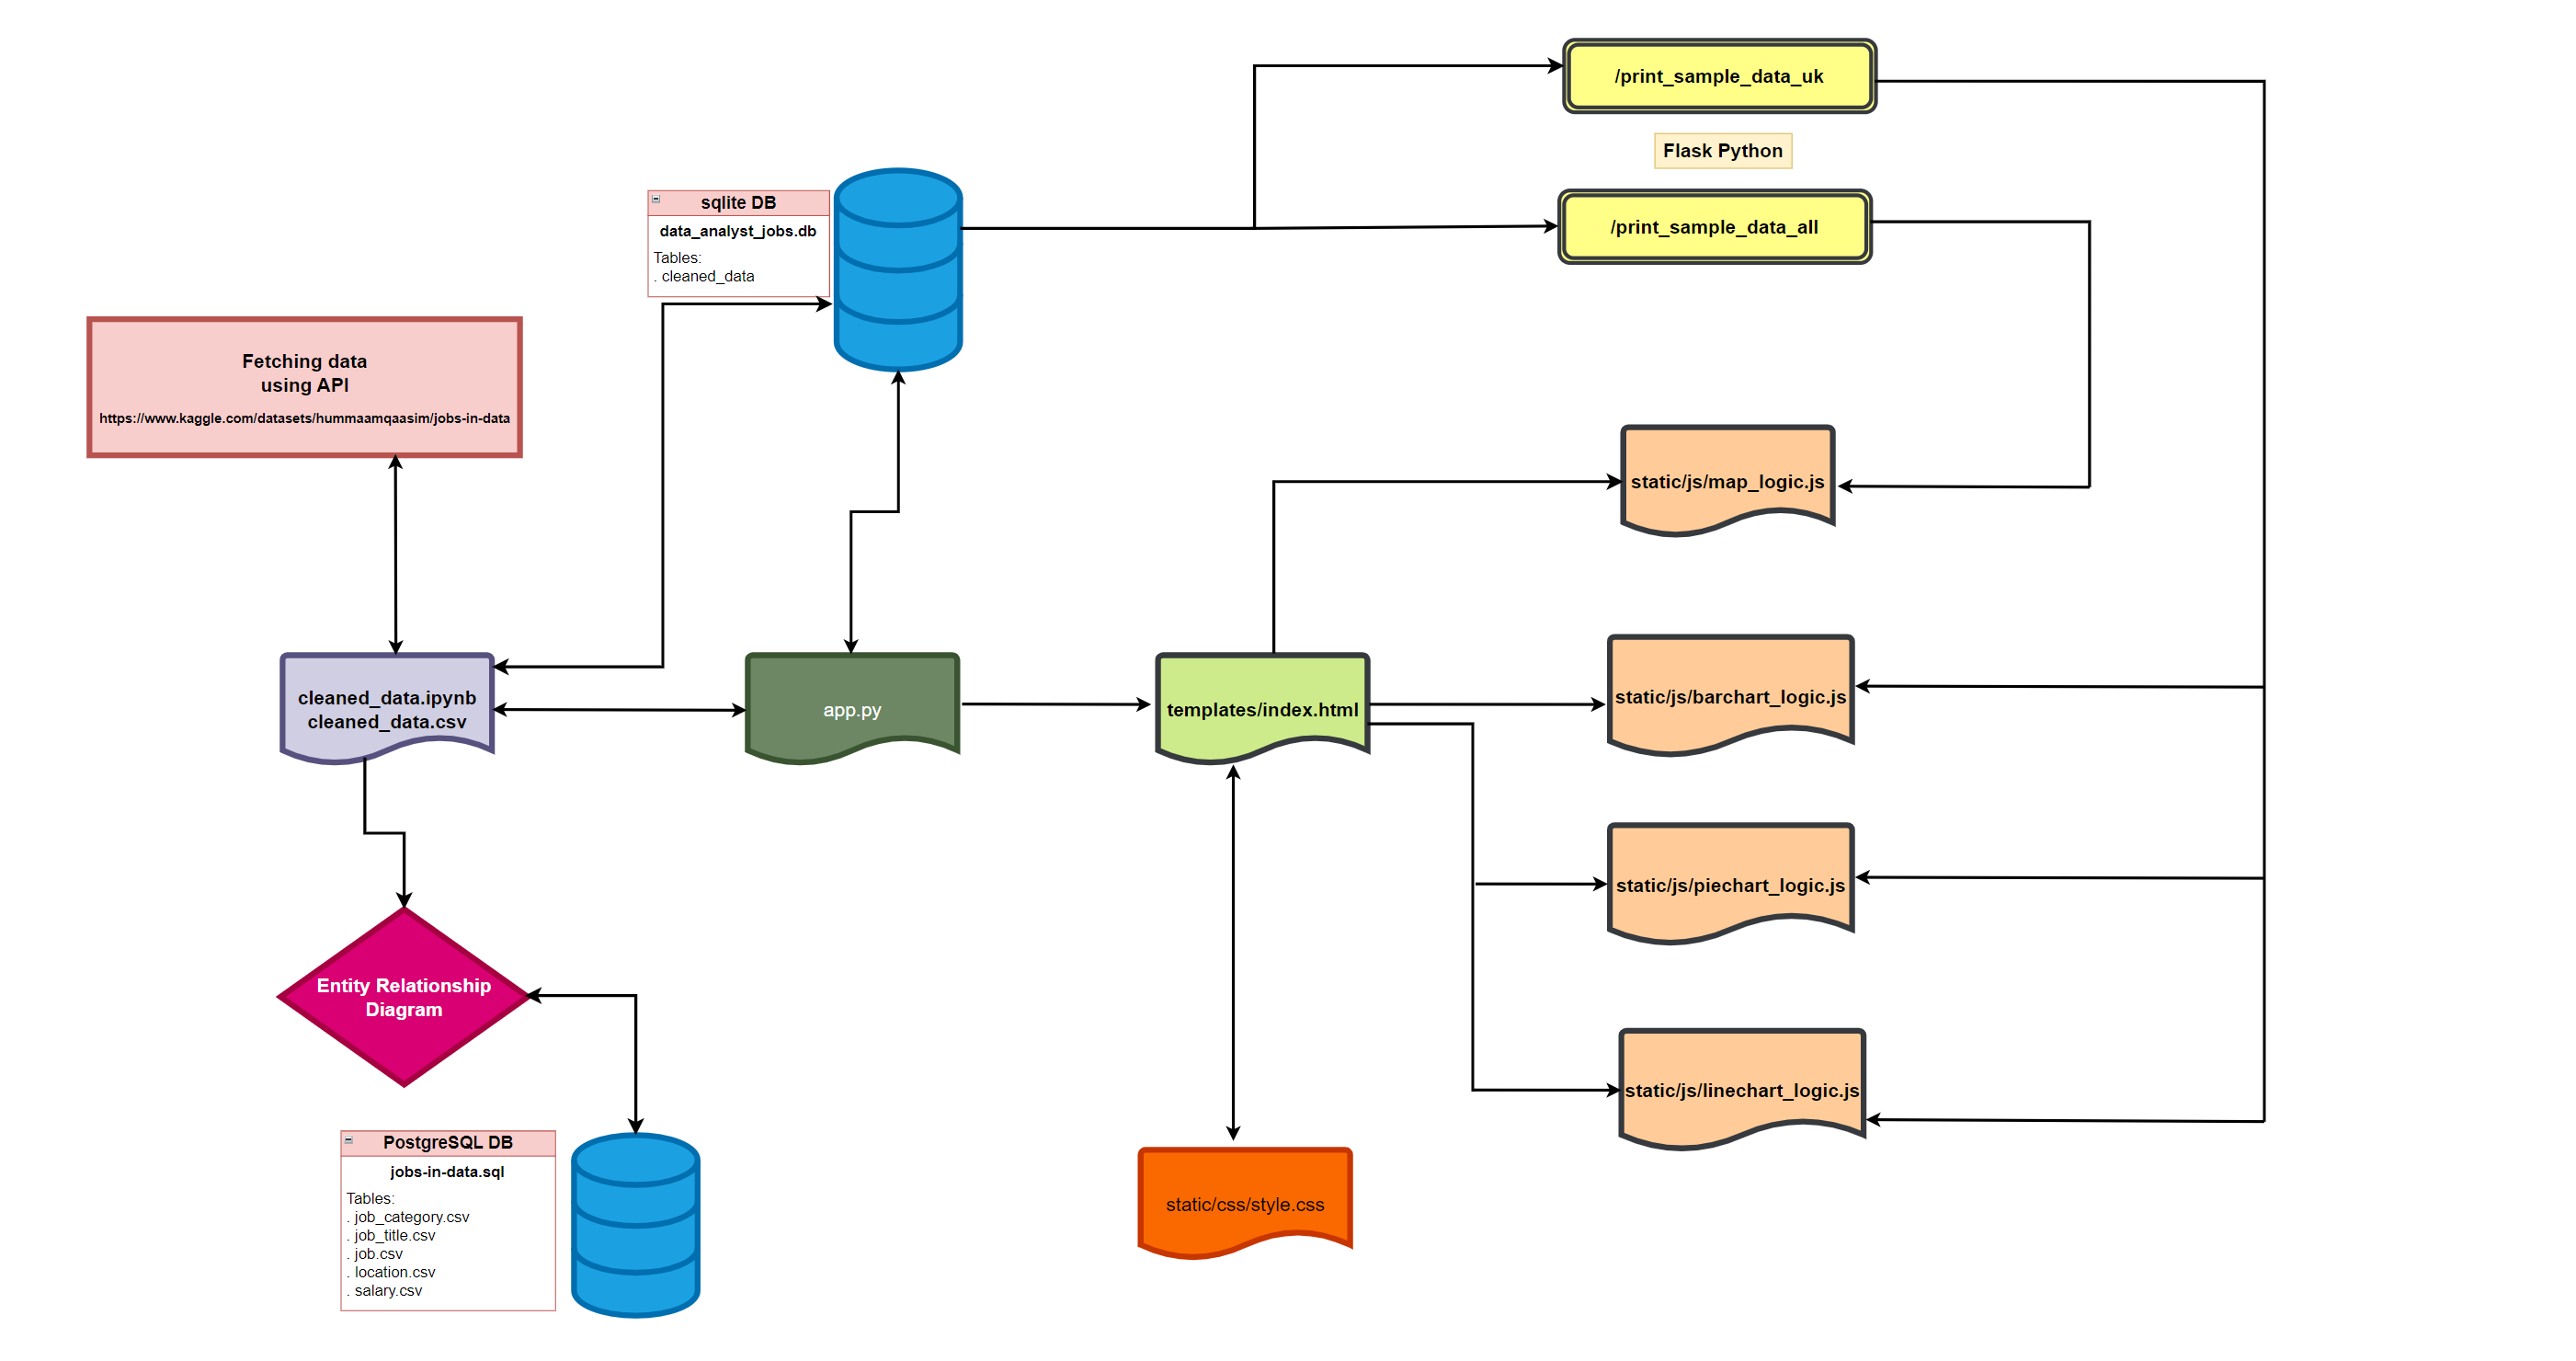 /print_sample_data_uk
Flask Python
/print_sample_data_all
sqlite DB
data_analyst_jobs.db
Tables:
. cleaned_data
Fetching data
using API
https://www.kaggle.com/datasets/hummaamqaasim/jobs-in-data
static/js/map_logic.js
cleaned_data.ipynb
cleaned_data.csv
app.py
templates/index.html
static/js/barchart_logic.js
static/js/piechart_logic.js
Entity Relationship
Diagram
static/js/linechart_logic.js
PostgreSQL DB
jobs-in-data.sql
Tables:
. job_category.csv
. job_title.csv
. job.csv
. location.csv
. salary.csv
static/css/style.css